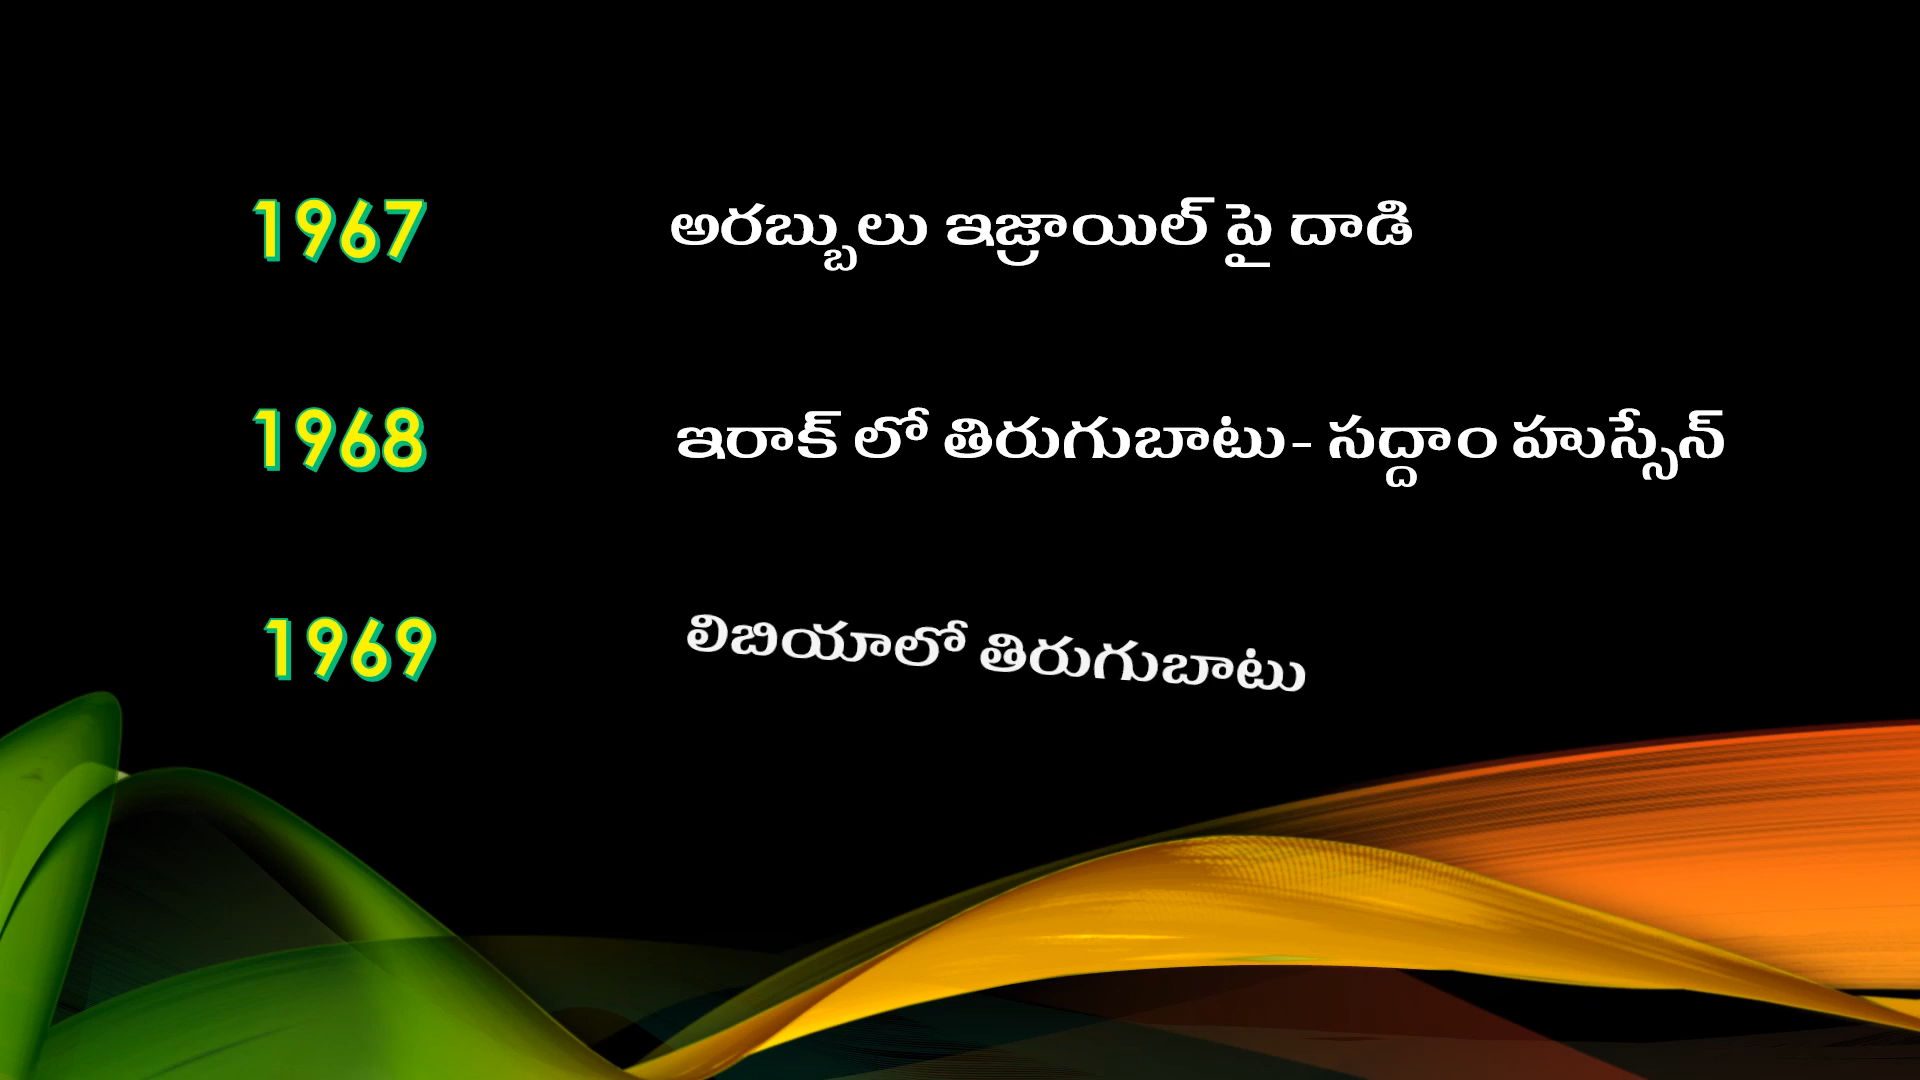 1967 అరబ్బులు ఇజ్రాయిల్ పై దాడి
1968 ఇరాక్ లో తిరుగుబాటు- సద్దాం హుస్సేన్
1969 లిబియాలో తిరుగుబాటు